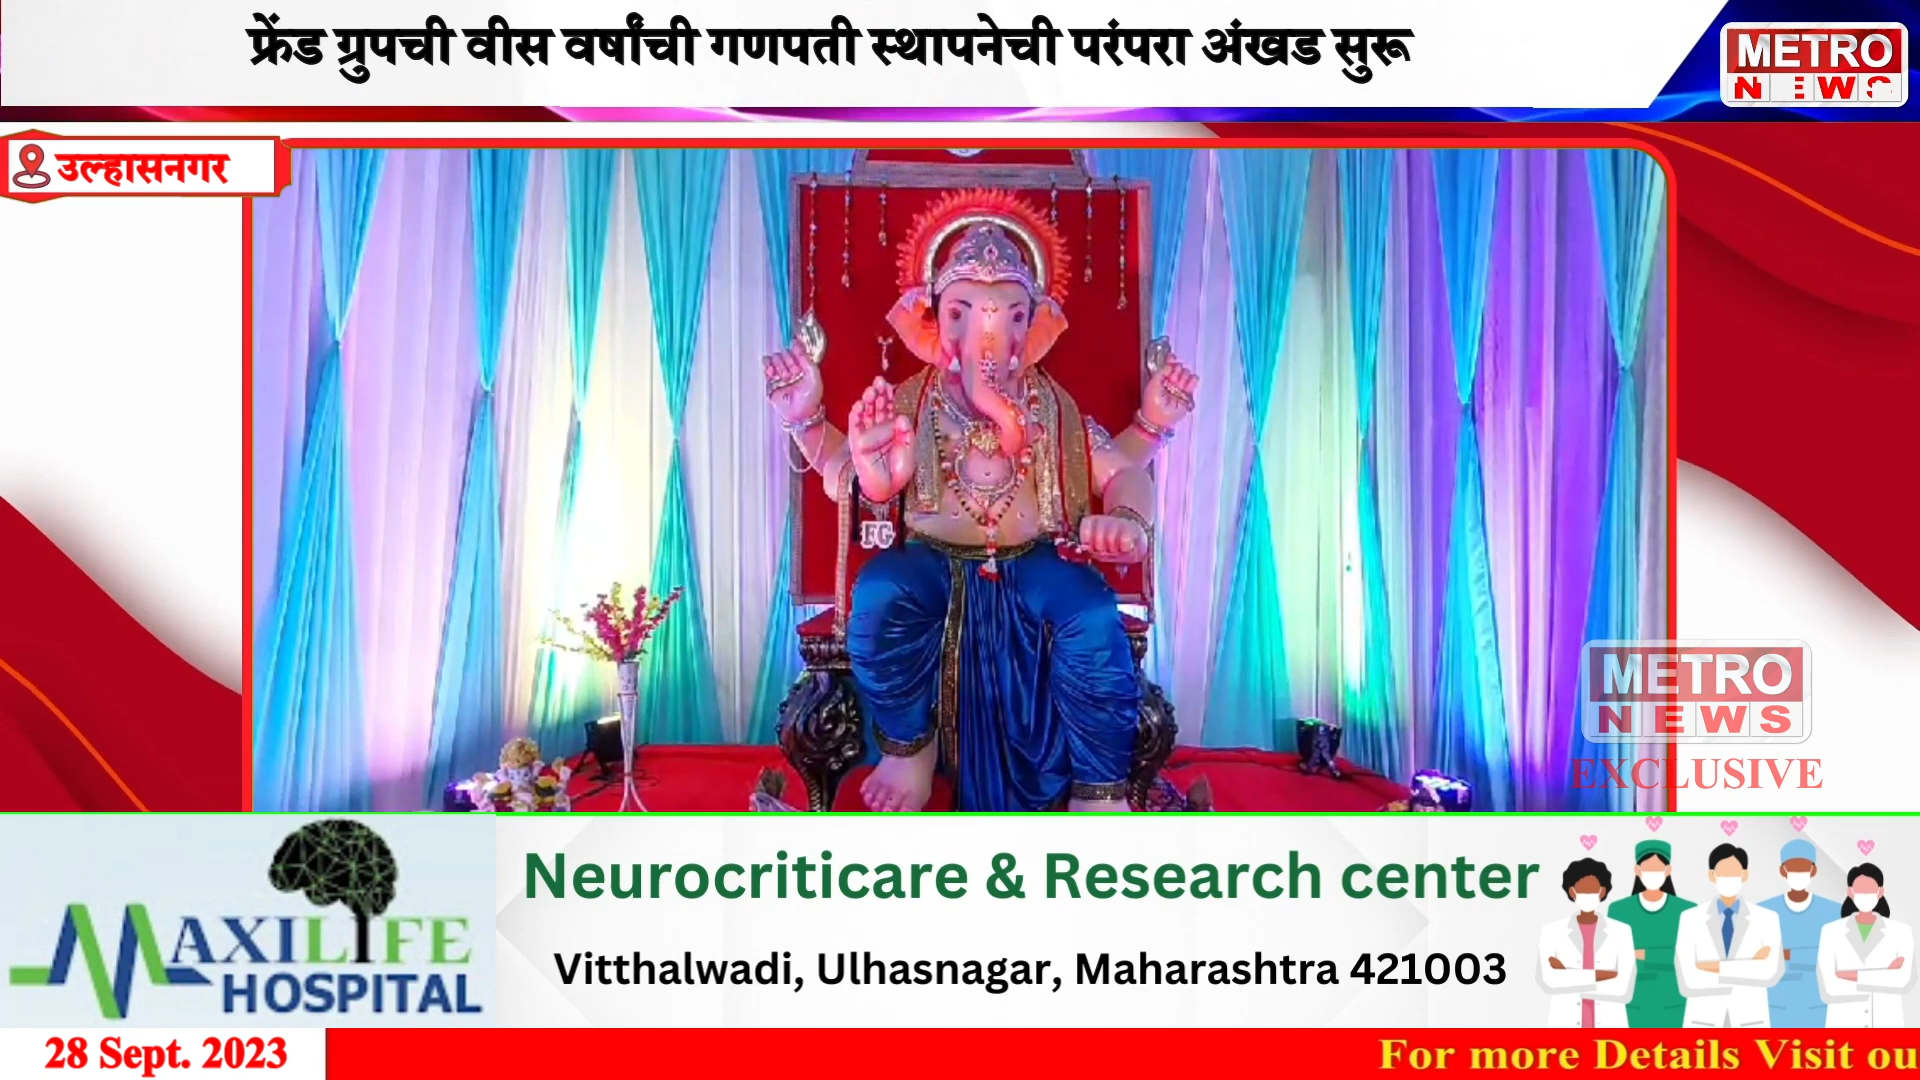 फ्रेंड ग्रुपची वीस वर्षांची गणपती स्थापनेची परंपरा अंखड सुरू
METRO
NEWS
उल्हासनगर
FG
METRO
NEWS
EXCLUSIVE
MAXILIFE
HOSPITAL
Neurocriticare & Research center
Vitthalwadi, Ulhasnagar, Maharashtra 421003
28 Sept. 2023
For more Details Visit ou